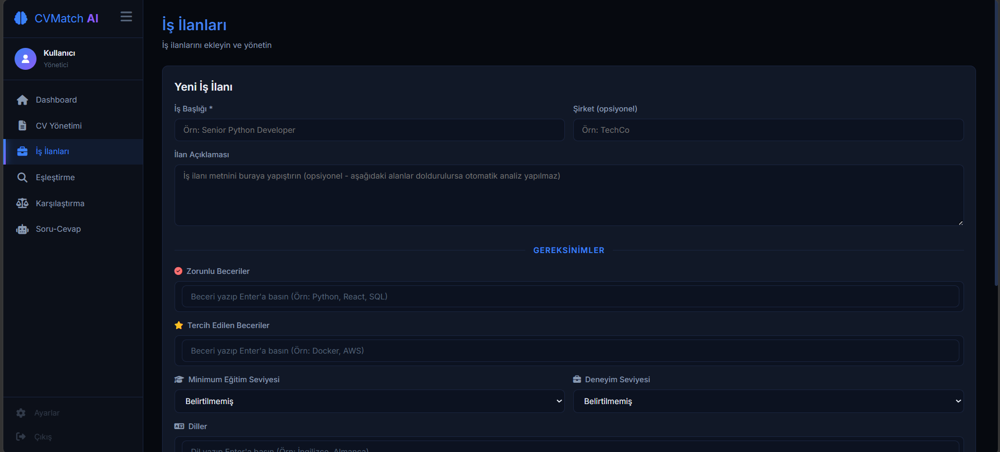 CVMatch AI
Kullanıcı
Yönetici
Dashboard
CV Yönetimi
İş İlanları
Eşleştirme
Karşılaştırma
Soru-Cevap
Ayarlar
Çıkış
İş İlanları
İş ilanlarını ekleyin ve yönetin
Yeni İş İlanı
İş Başlığı *
Şirket (opsiyonel)
Örn: Senior Python Developer
Örn: TechCo
İlan Açıklaması
İş ilanı metnini buraya yapıştırın (opsiyonel - aşağıdaki alanlar doldurulursa otomatik analiz yapılmaz)
GEREKSİNİMLER
Zorunlu Beceriler
Beceri yazıp Enter'a basın (Örn: Python, React, SQL)
Tercih Edilen Beceriler
Beceri yazıp Enter'a basın (Örn: Docker, AWS)
Minimum Eğitim Seviyesi
Deneyim Seviyesi
Belirtilmemiş
Belirtilmemiş
Diller
Dil yazıp Enter'a basın (Örn: İngilizce, Almanca)